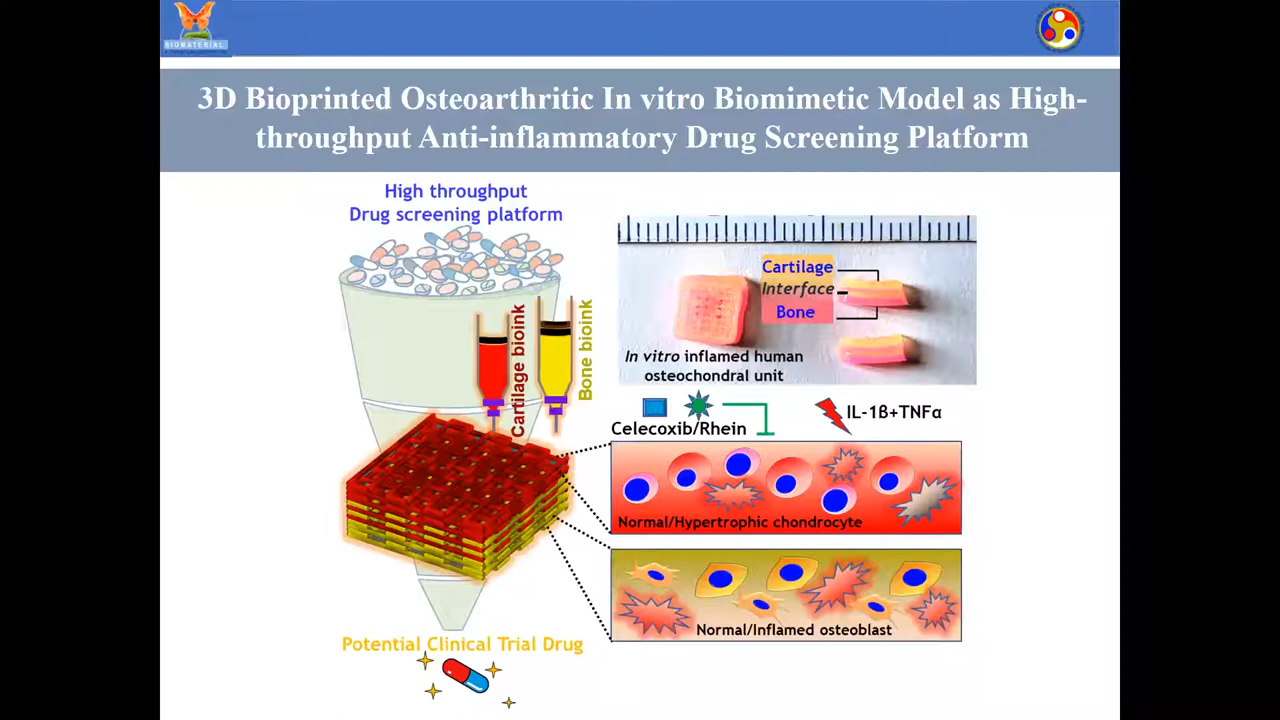 BIOMATERIAL
3D Bioprinted Osteoarthritic In vitro Biomimetic Model as High-
throughput Anti-inflammatory Drug Screening Platform
High throughput
Drug screening platform
Cartilage bioink
Bone bioink
Cartilage
Interface
Bone
In vitro inflamed human
osteochondral unit
Celecoxib/Rhein
IL-1ß+TNFα
Normal/Hypertrophic chondrocyte
Normal/Inflamed osteoblast
Potential Clinical Trial Drug